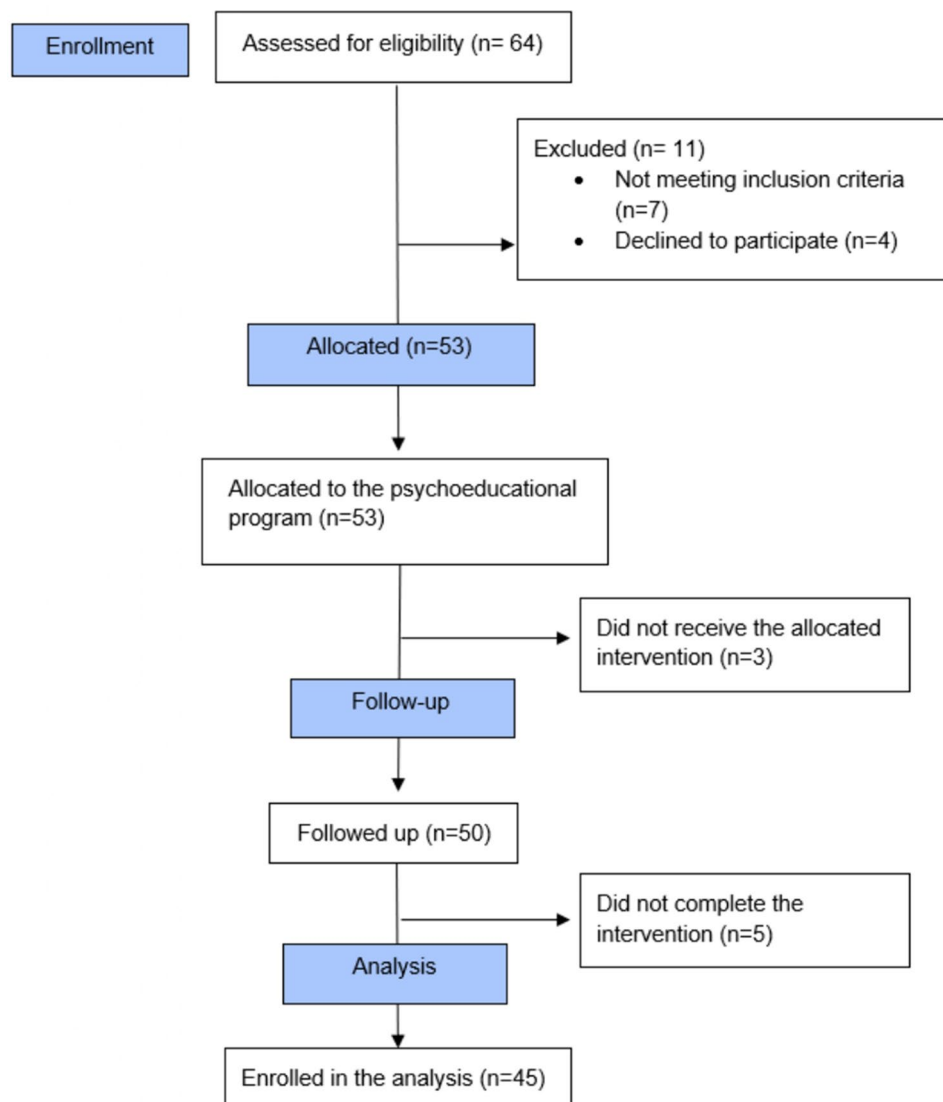 Enrollment
Assessed for eligibility (n= 64)
Excluded (n= 11)
• Not meeting inclusion criteria
(n=7)
• Declined to participate (n=4)
Allocated (n=53)
Allocated to the psychoeducational
program (n=53)
Did not receive the allocated
intervention (n=3)
Follow-up
Followed up (n=50)
Did not complete the
intervention (n=5)
Analysis
Enrolled in the analysis (n=45)